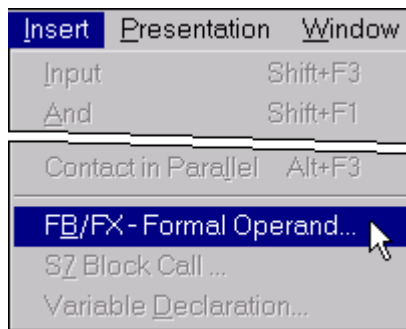 Insert Presentation Window
Input Shift+F3
And Shift+F1
Contact in Parallel Alt+F3
FB/FX - Formal Operand...
S7 Block Call ...
Variable Declaration...